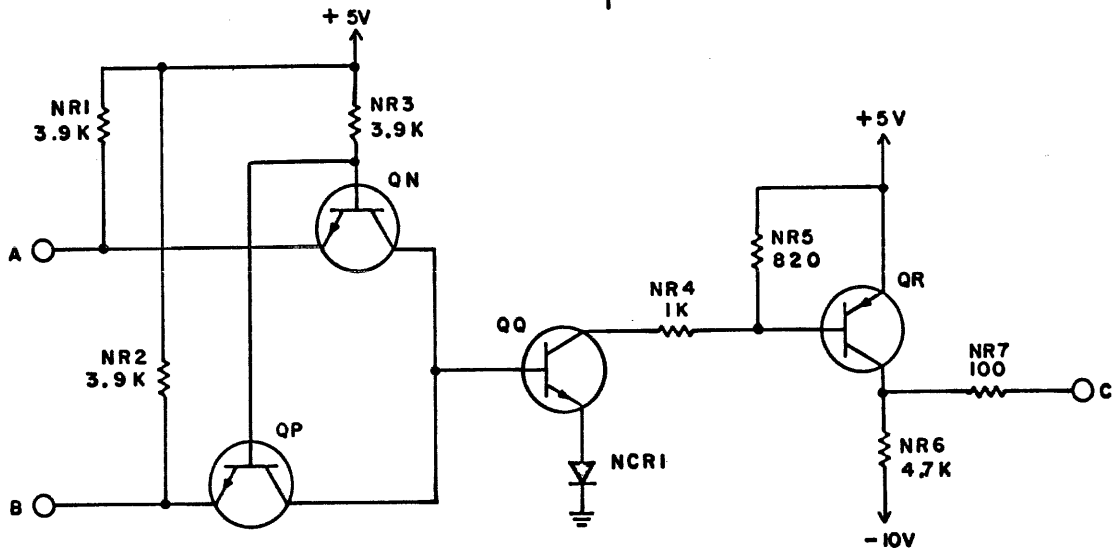 +5V
NR1
3.9K
NR3
3.9K
QN
A
+5V
NR5
820
QR
NR4
1K
QQ
NR7
100
C
NR2
3.9K
QP
NCR1
NR6
4.7K
B
-10V